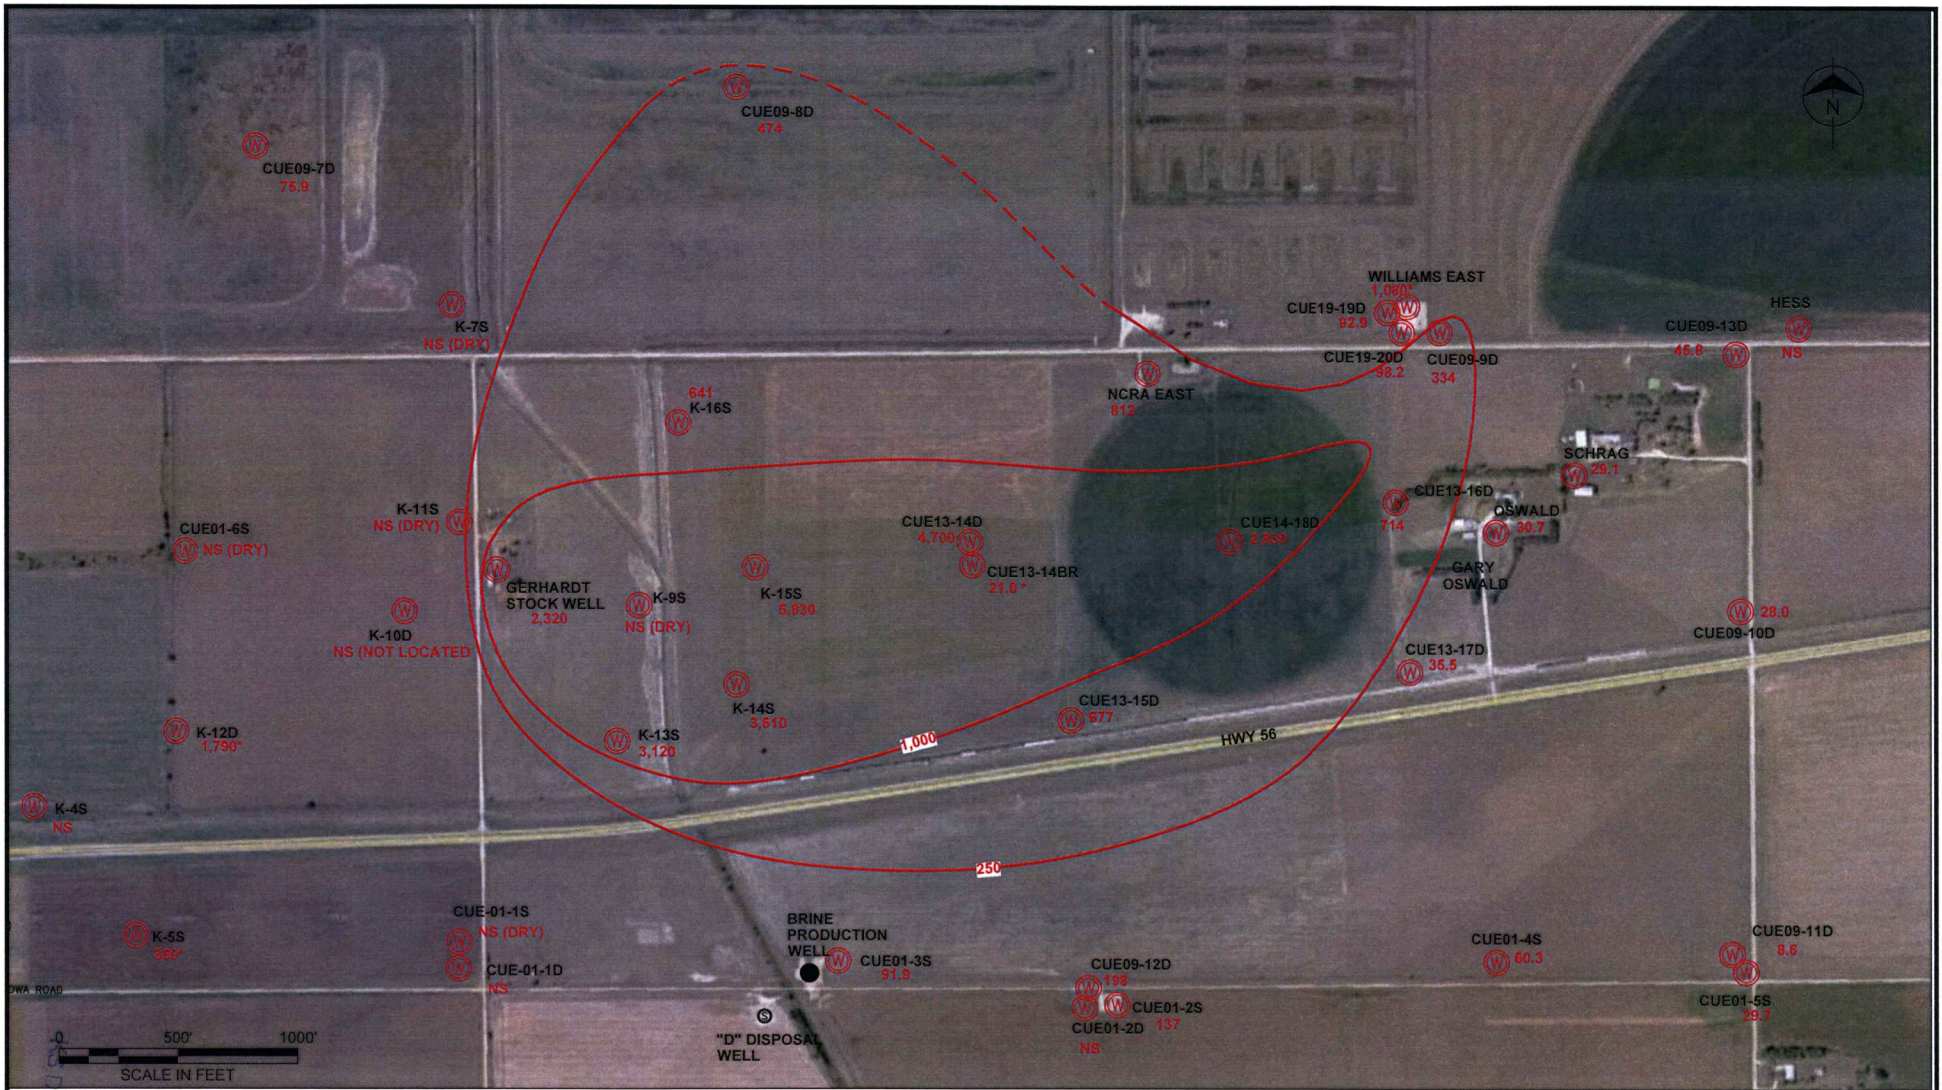 N
CUE09-8D
474
CUE09-7D
75.9
WILLIAMS EAST
1,080*
CUE19-19D
92.9
HESS
NS
CUE09-13D
45.8
K-7S
NS (DRY)
CUE19-20D
98.2
CUE09-9D
334
NCRA EAST
812
641
K-16S
SCHRAG
29.1
CUE13-16D
714
OSWALD
30.7
GARY
OSWALD
K-11S
NS (DRY)
CUE01-6S
NS (DRY)
CUE13-14D
4,700
CUE14-18D
2,830
CUE13-14BR
21.0 *
GERHARDT
STOCK WELL
2,320
K-9S
NS (DRY)
K-15S
5,930
K-10D
NS (NOT LOCATED
28.0
CUE09-10D
CUE13-17D
35.5
K-14S
3,610
CUE13-15D
677
K-12D
1,790*
K-13S
3,120
1,000
HWY 56
K-4S
NS
250
CUE-01-1S
NS (DRY)
K-5S
CUE-01-1D
NS
BRINE
PRODUCTION
WELL
CUE01-3S
91.9
CUE01-4S
60.3
CUE09-11D
8.6
CUE09-12D
198
CUE01-2S
137
CUE01-2D
NS
CUE01-5S
29.7
OWA ROAD
S
"D" DISPOSAL
WELL
0 500' 1000'
SCALE IN FEET